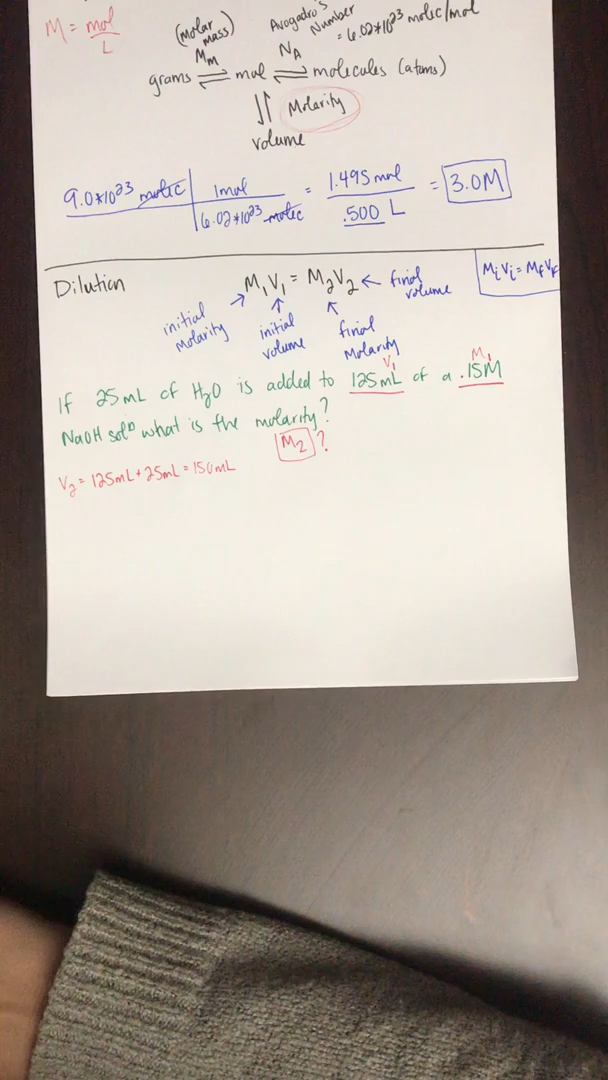 M = mol
L
(molar mass)
Mm
Avogadro's Number
= 6.02*10^23 molec/mol
NA
grams ⇌ mol ⇌ molecules (atoms)
Molarity
volume
9.0*10^23 molec | 1mol = 1.495 mol = 3.0M
6.02*10^23 molec .500 L
Dilution
M₁V₁ = M₂V₂ ← final volume
MiVi = MfVf
initial molarity
initial volume
final Molarity
V₁ M₁
If 25mL of H₂O is added to 125mL of a .15M
NaOH solⁿ what is the molarity?
M₂ ?
V₂ = 125mL + 25mL = 150mL